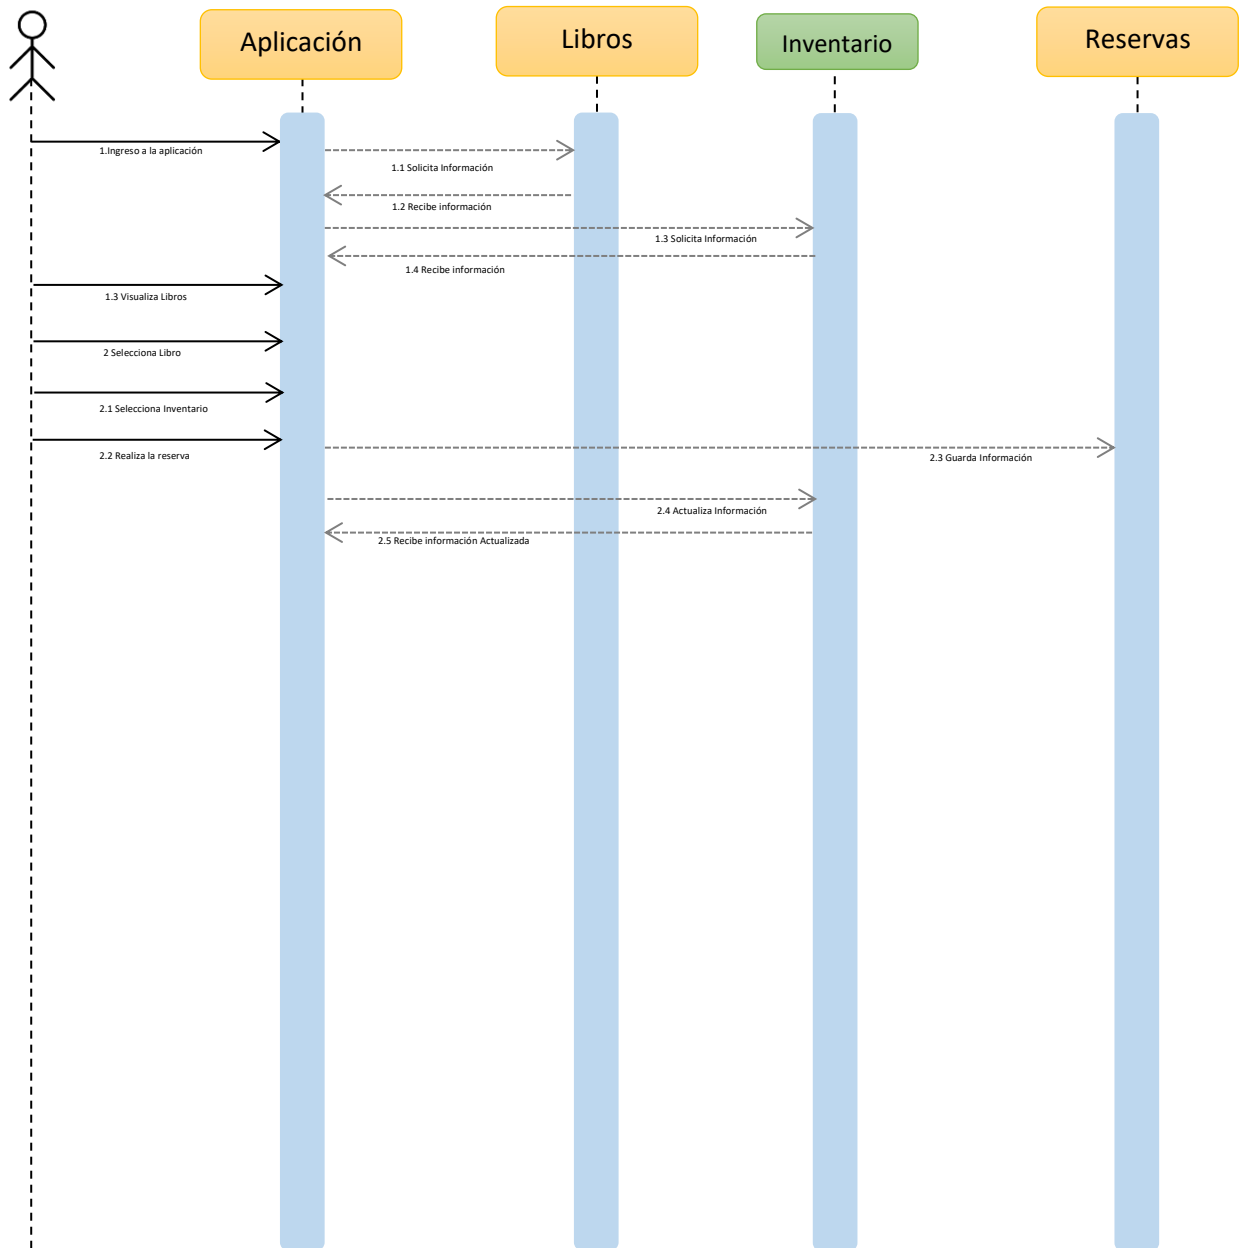 Aplicación
Libros
Inventario
Reservas
1.Ingreso a la aplicación
1.1 Solicita Información
1.2 Recibe información
1.3 Solicita Información
1.4 Recibe información
1.3 Visualiza Libros
2 Selecciona Libro
2.1 Selecciona Inventario
2.2 Realiza la reserva
2.3 Guarda Información
2.4 Actualiza Información
2.5 Recibe información Actualizada